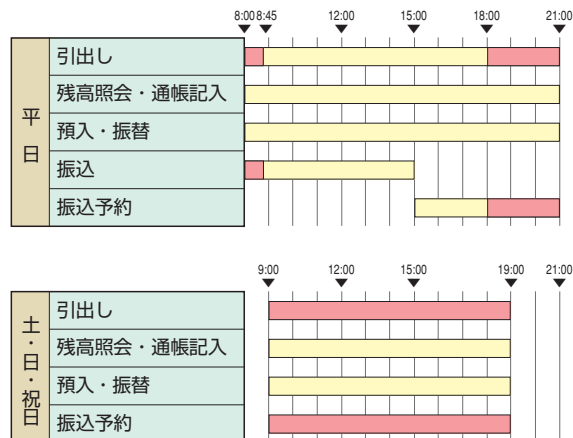 8:00 8:45 12:00 15:00 18:00 21:00
平日
引出し
残高照会・通帳記入
預入・振替
振込
振込予約
9:00 12:00 15:00 19:00 21:00
土・日・祝日
引出し
残高照会・通帳記入
預入・振替
振込予約